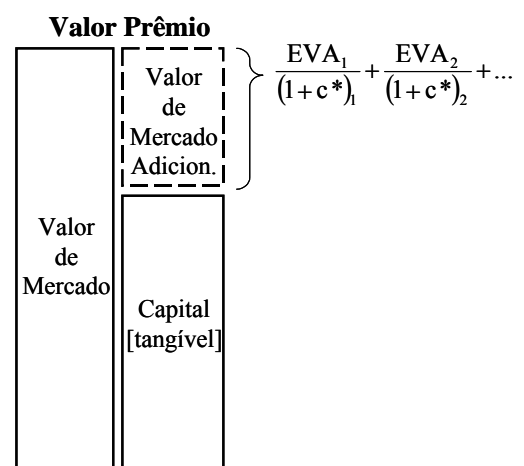 Valor Prêmio
Valor
de
Mercado
Adicion.
EVA₁/(1+c*)₁ + EVA₂/(1+c*)₂ +...
Valor
de
Mercado
Capital
[tangível]